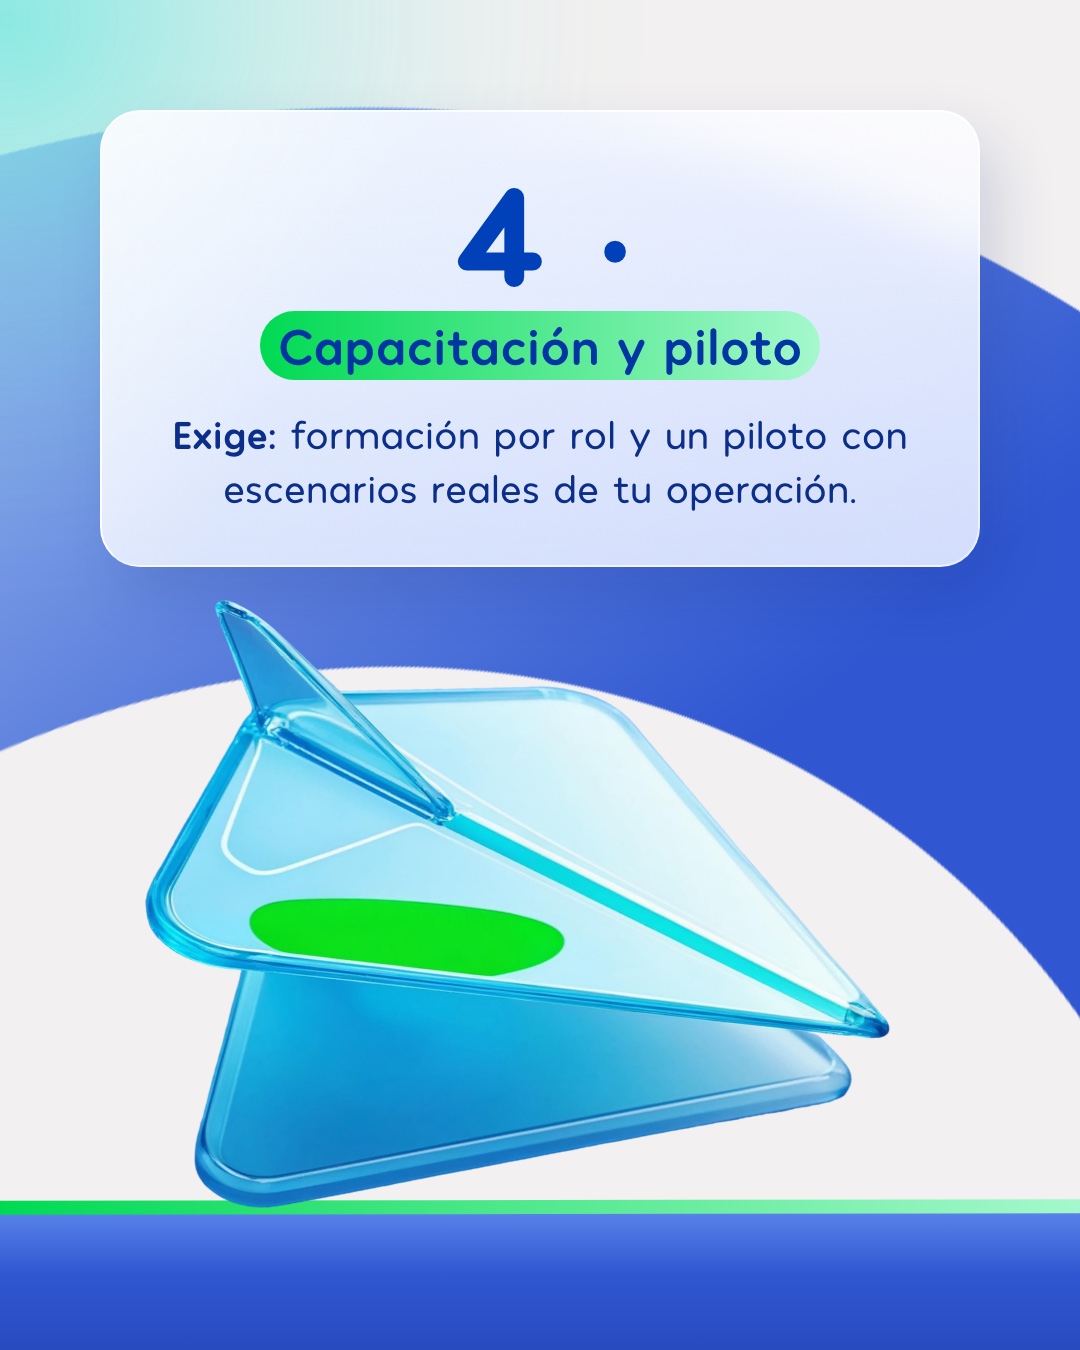 4 •
Capacitación y piloto
Exige: formación por rol y un piloto con
escenarios reales de tu operación.